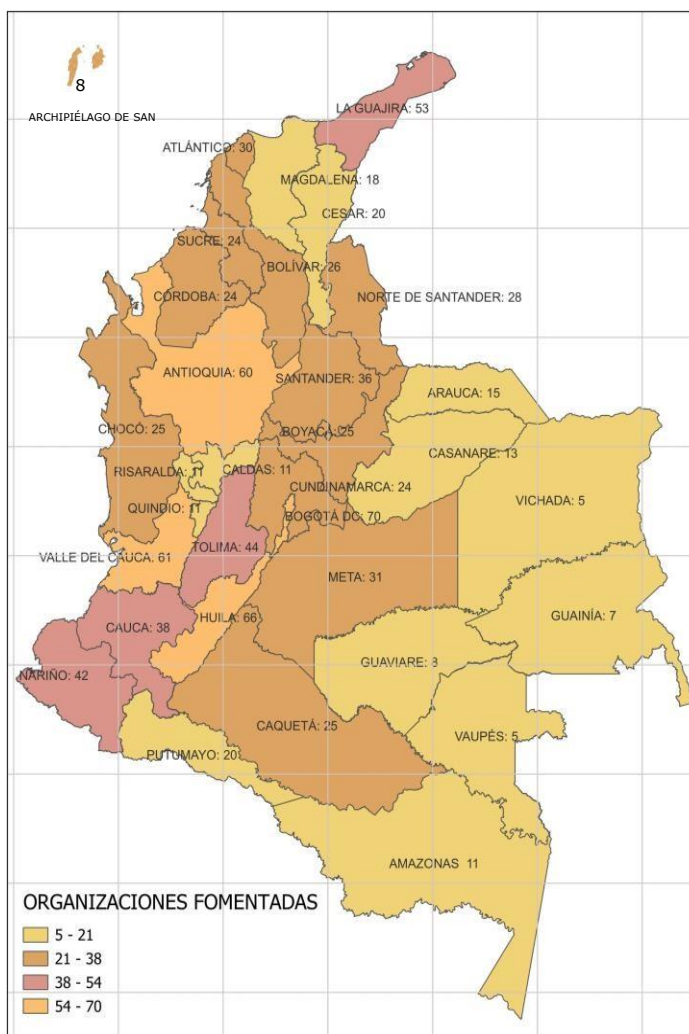 8
ARCHIPIÉLAGO DE SAN
LA GUAJIRA: 53
ATLÁNTICO: 30
MAGDALENA: 18
CESAR: 20
SUCRE: 24
BOLÍVAR: 26
CÓRDOBA: 24
NORTE DE SANTANDER: 28
ANTIOQUIA: 60
SANTANDER: 36
ARAUCA: 15
CHOCÓ: 25
BOYACÁ: 25
CASANARE: 13
RISARALDA: 11
CALDAS: 11
CUNDINAMARCA: 24
VICHADA: 5
QUINDIO: 11
BOGOTÁ DC: 70
TOLIMA: 44
VALLE DEL CAUCA: 61
META: 31
HUILA: 66
GUAINÍA: 7
CAUCA: 38
GUAVIARE: 8
NARIÑO: 42
CAQUETÁ: 25
VAUPÉS: 5
PUTUMAYO: 20
AMAZONAS 11
ORGANIZACIONES FOMENTADAS
5 - 21
21 - 38
38 - 54
54 - 70